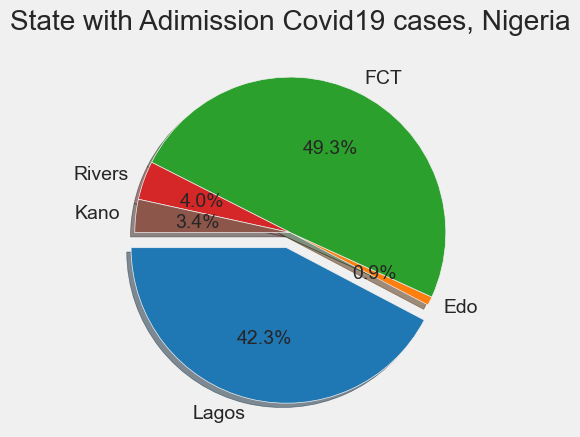 State with Adimission Covid19 cases, Nigeria
FCT
49.3%
Rivers
4.0%
Kano
3.4%
0.9%
Edo
42.3%
Lagos